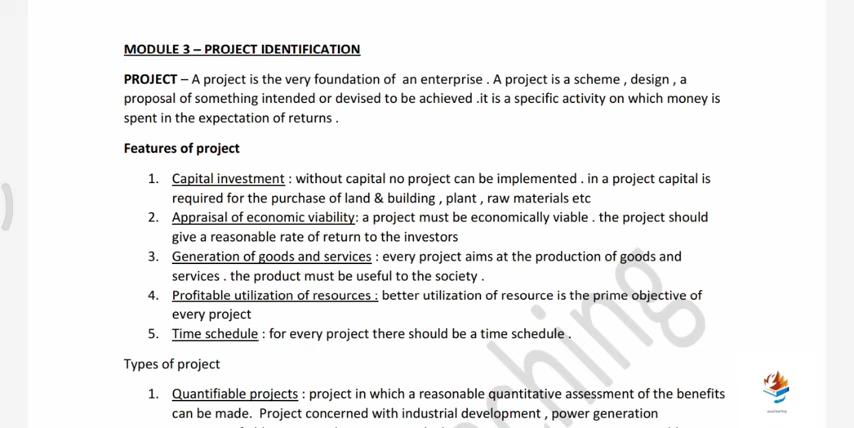 MODULE 3 – PROJECT IDENTIFICATION
PROJECT – A project is the very foundation of an enterprise . A project is a scheme , design , a
proposal of something intended or devised to be achieved .it is a specific activity on which money is
spent in the expectation of returns .
Features of project
1. Capital investment : without capital no project can be implemented . in a project capital is
required for the purchase of land & building , plant , raw materials etc
2. Appraisal of economic viability: a project must be economically viable . the project should
give a reasonable rate of return to the investors
3. Generation of goods and services : every project aims at the production of goods and
services . the product must be useful to the society .
4. Profitable utilization of resources : better utilization of resource is the prime objective of
every project
5. Time schedule : for every project there should be a time schedule .
Types of project
1. Quantifiable projects : project in which a reasonable quantitative assessment of the benefits
can be made. Project concerned with industrial development , power generation